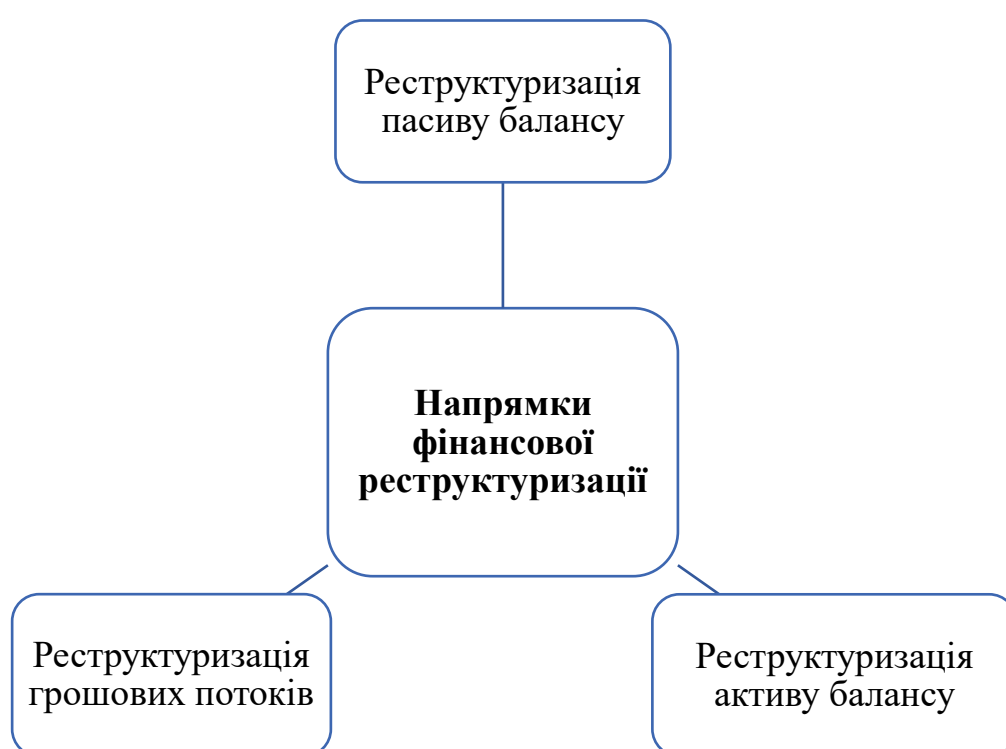 Реструктуризація
пасиву балансу
Напрямки
фінансової
реструктуризації
Реструктуризація
грошових потоків
Реструктуризація
активу балансу